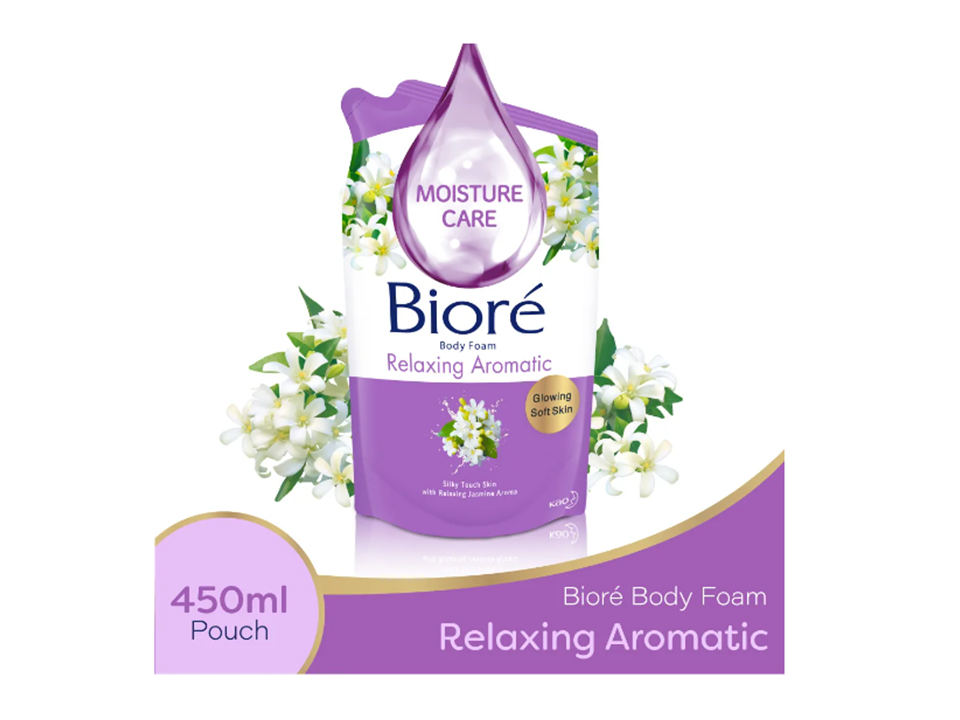 MOISTURE
CARE
Bioré
Body Foam
Relaxing Aromatic
Glowing
Soft Skin
Silky Touch Skin
with Relaxing Jasmine Aroma
Kao
450ml
Pouch
Bioré Body Foam
Relaxing Aromatic